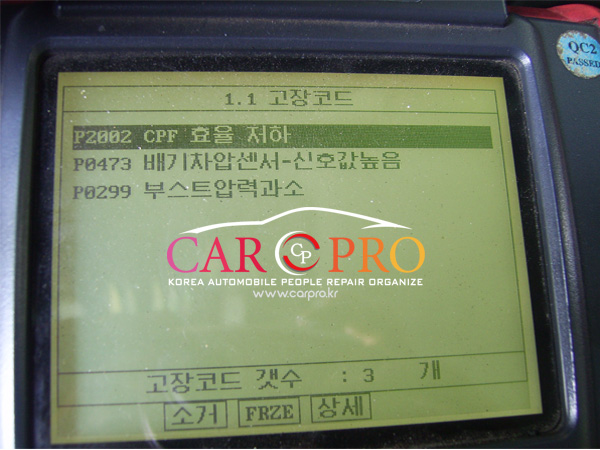 QC2
PASSED
1.1 고장코드
P2002 CPF 효율 저하
P0473 배기차압센서-신호값높음
P0299 부스트압력과소
CAR CP PRO
KOREA AUTOMOBILE PEOPLE REPAIR ORGANIZE
www.carpro.kr
고장코드 갯수 : 3 개
소거 FRZE 상세